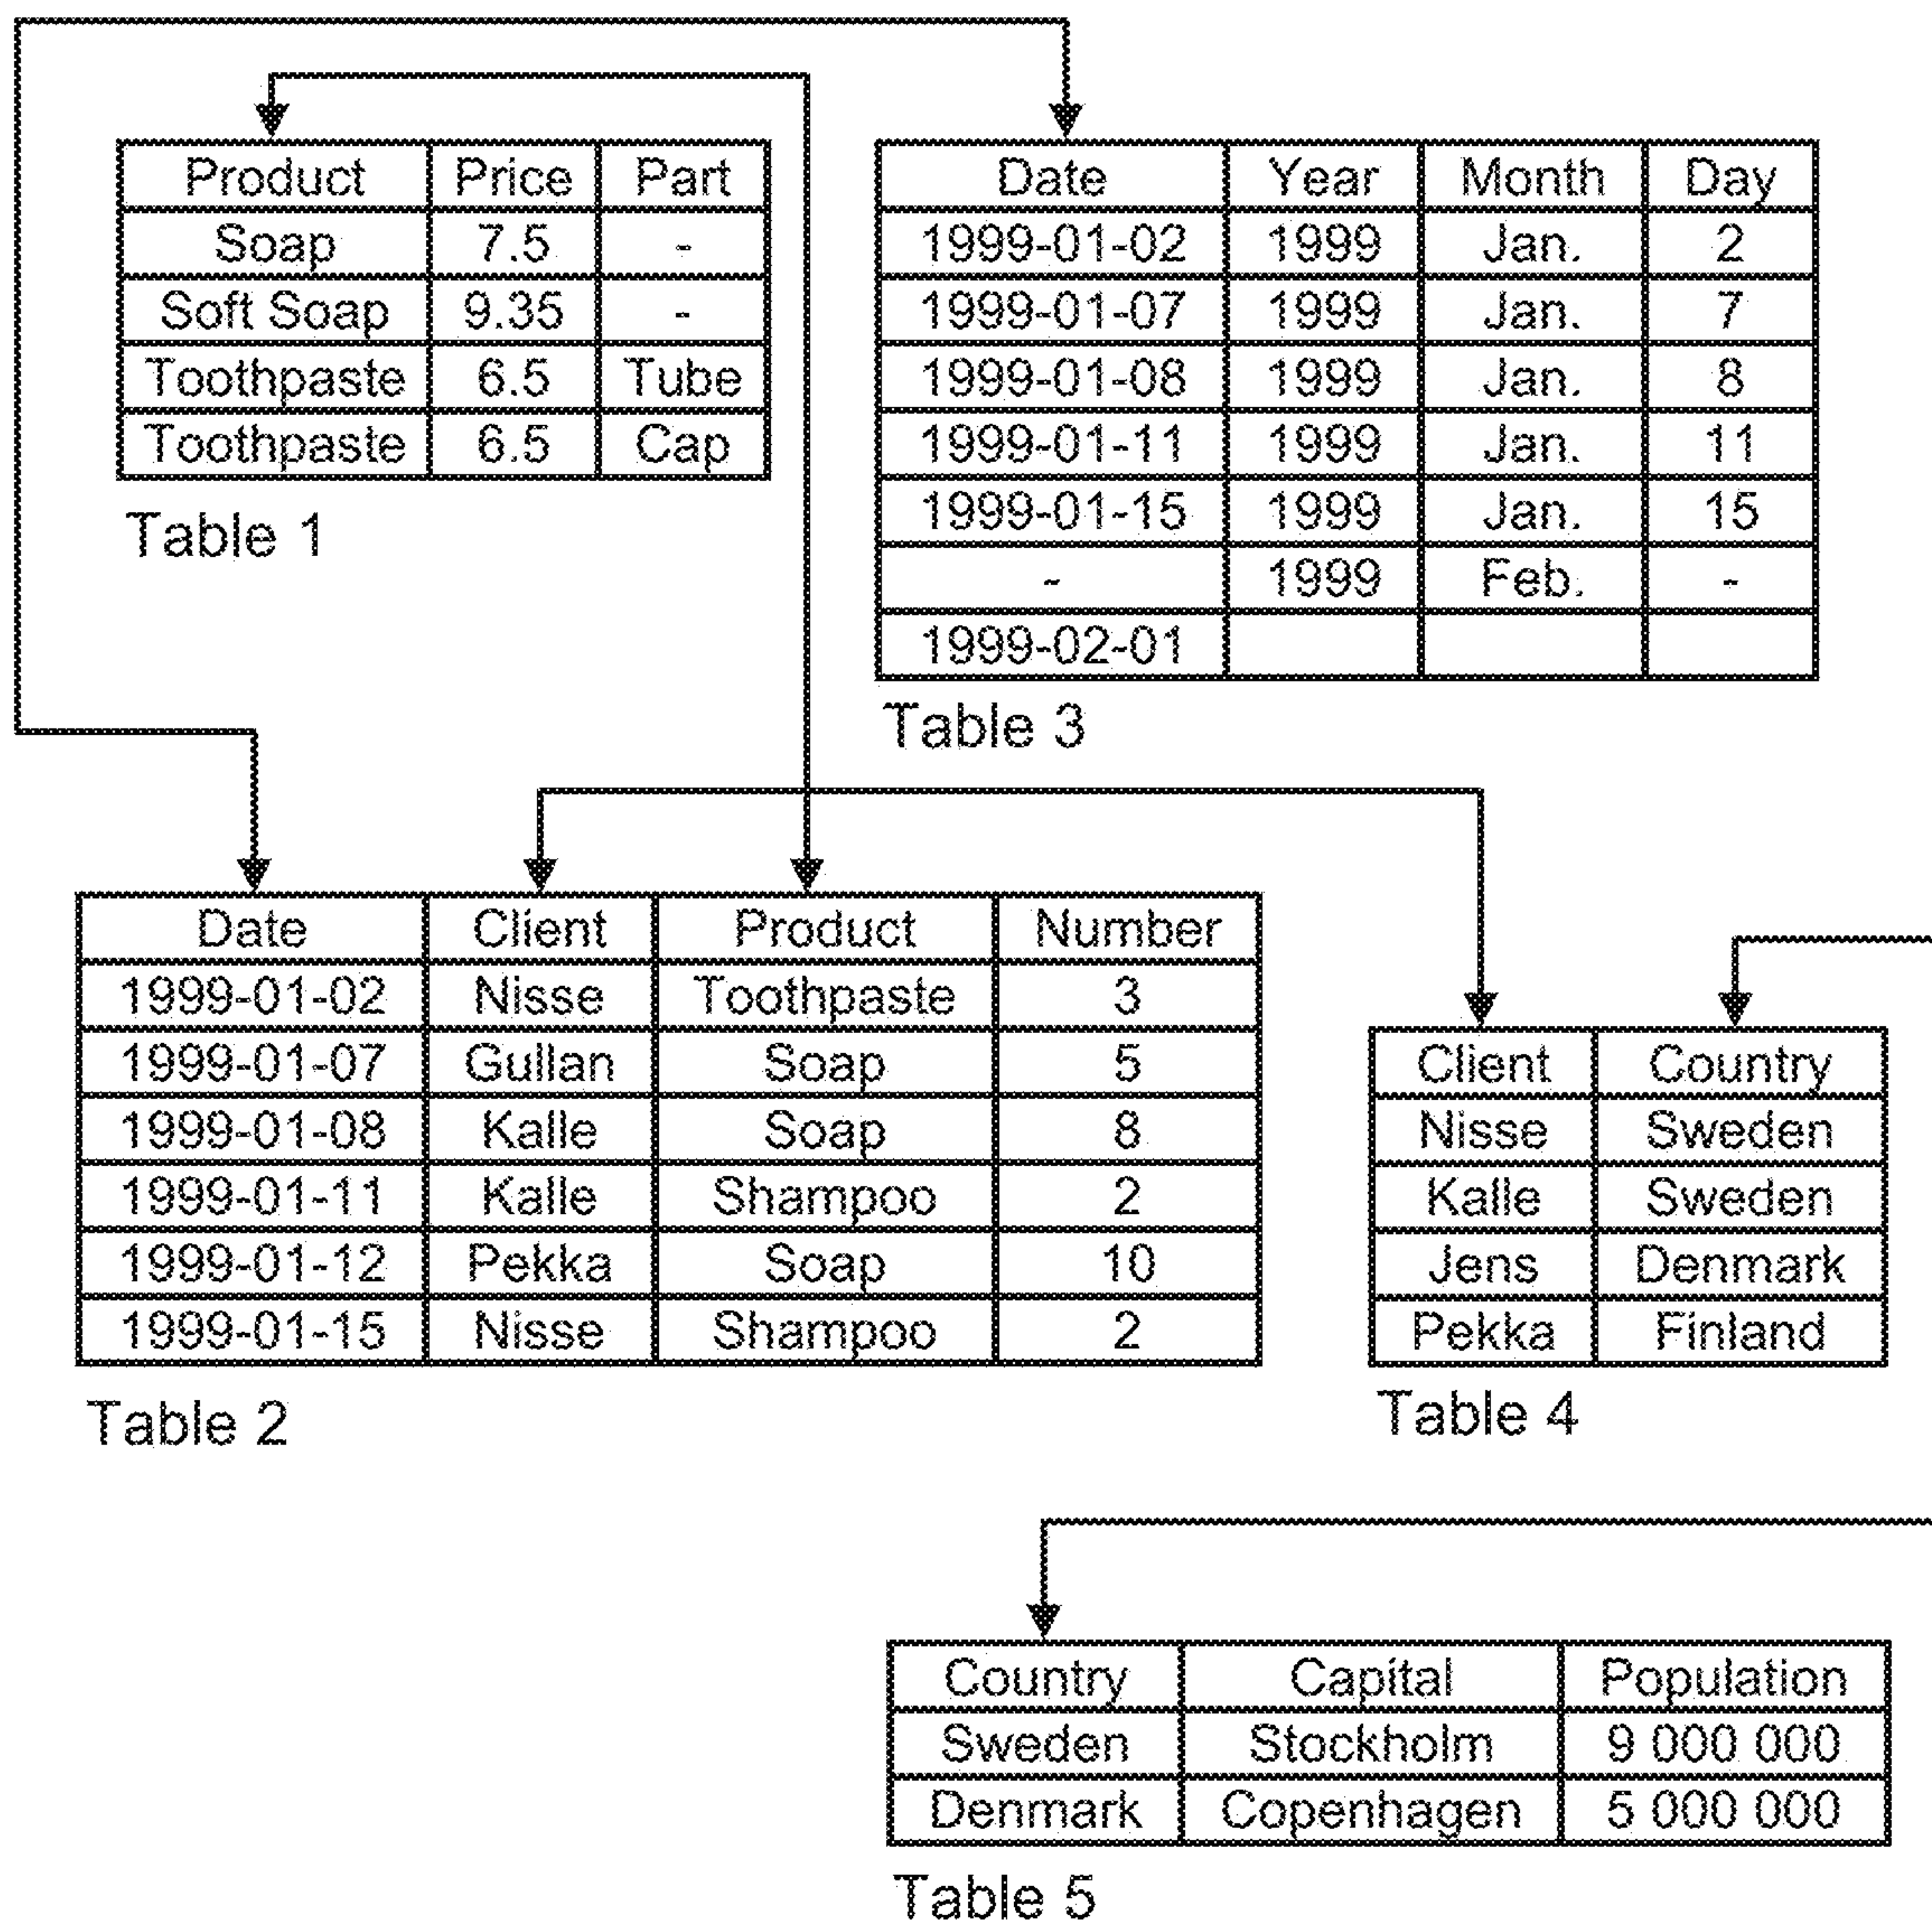 Product Price Part
Soap 7.5 -
Soft Soap 9.35 -
Toothpaste 6.5 Tube
Toothpaste 6.5 Cap
Table 1
Date Year Month Day
1999-01-02 1999 Jan. 2
1999-01-07 1999 Jan. 7
1999-01-08 1999 Jan. 8
1999-01-11 1999 Jan. 11
1999-01-15 1999 Jan. 15
- 1999 Feb. -
1999-02-01
Table 3
Date Client Product Number
1999-01-02 Nisse Toothpaste 3
1999-01-07 Gullan Soap 5
1999-01-08 Kalle Soap 8
1999-01-11 Kalle Shampoo 2
1999-01-12 Pekka Soap 10
1999-01-15 Nisse Shampoo 2
Table 2
Client Country
Nisse Sweden
Kalle Sweden
Jens Denmark
Pekka Finland
Table 4
Country Capital Population
Sweden Stockholm 9 000 000
Denmark Copenhagen 5 000 000
Table 5